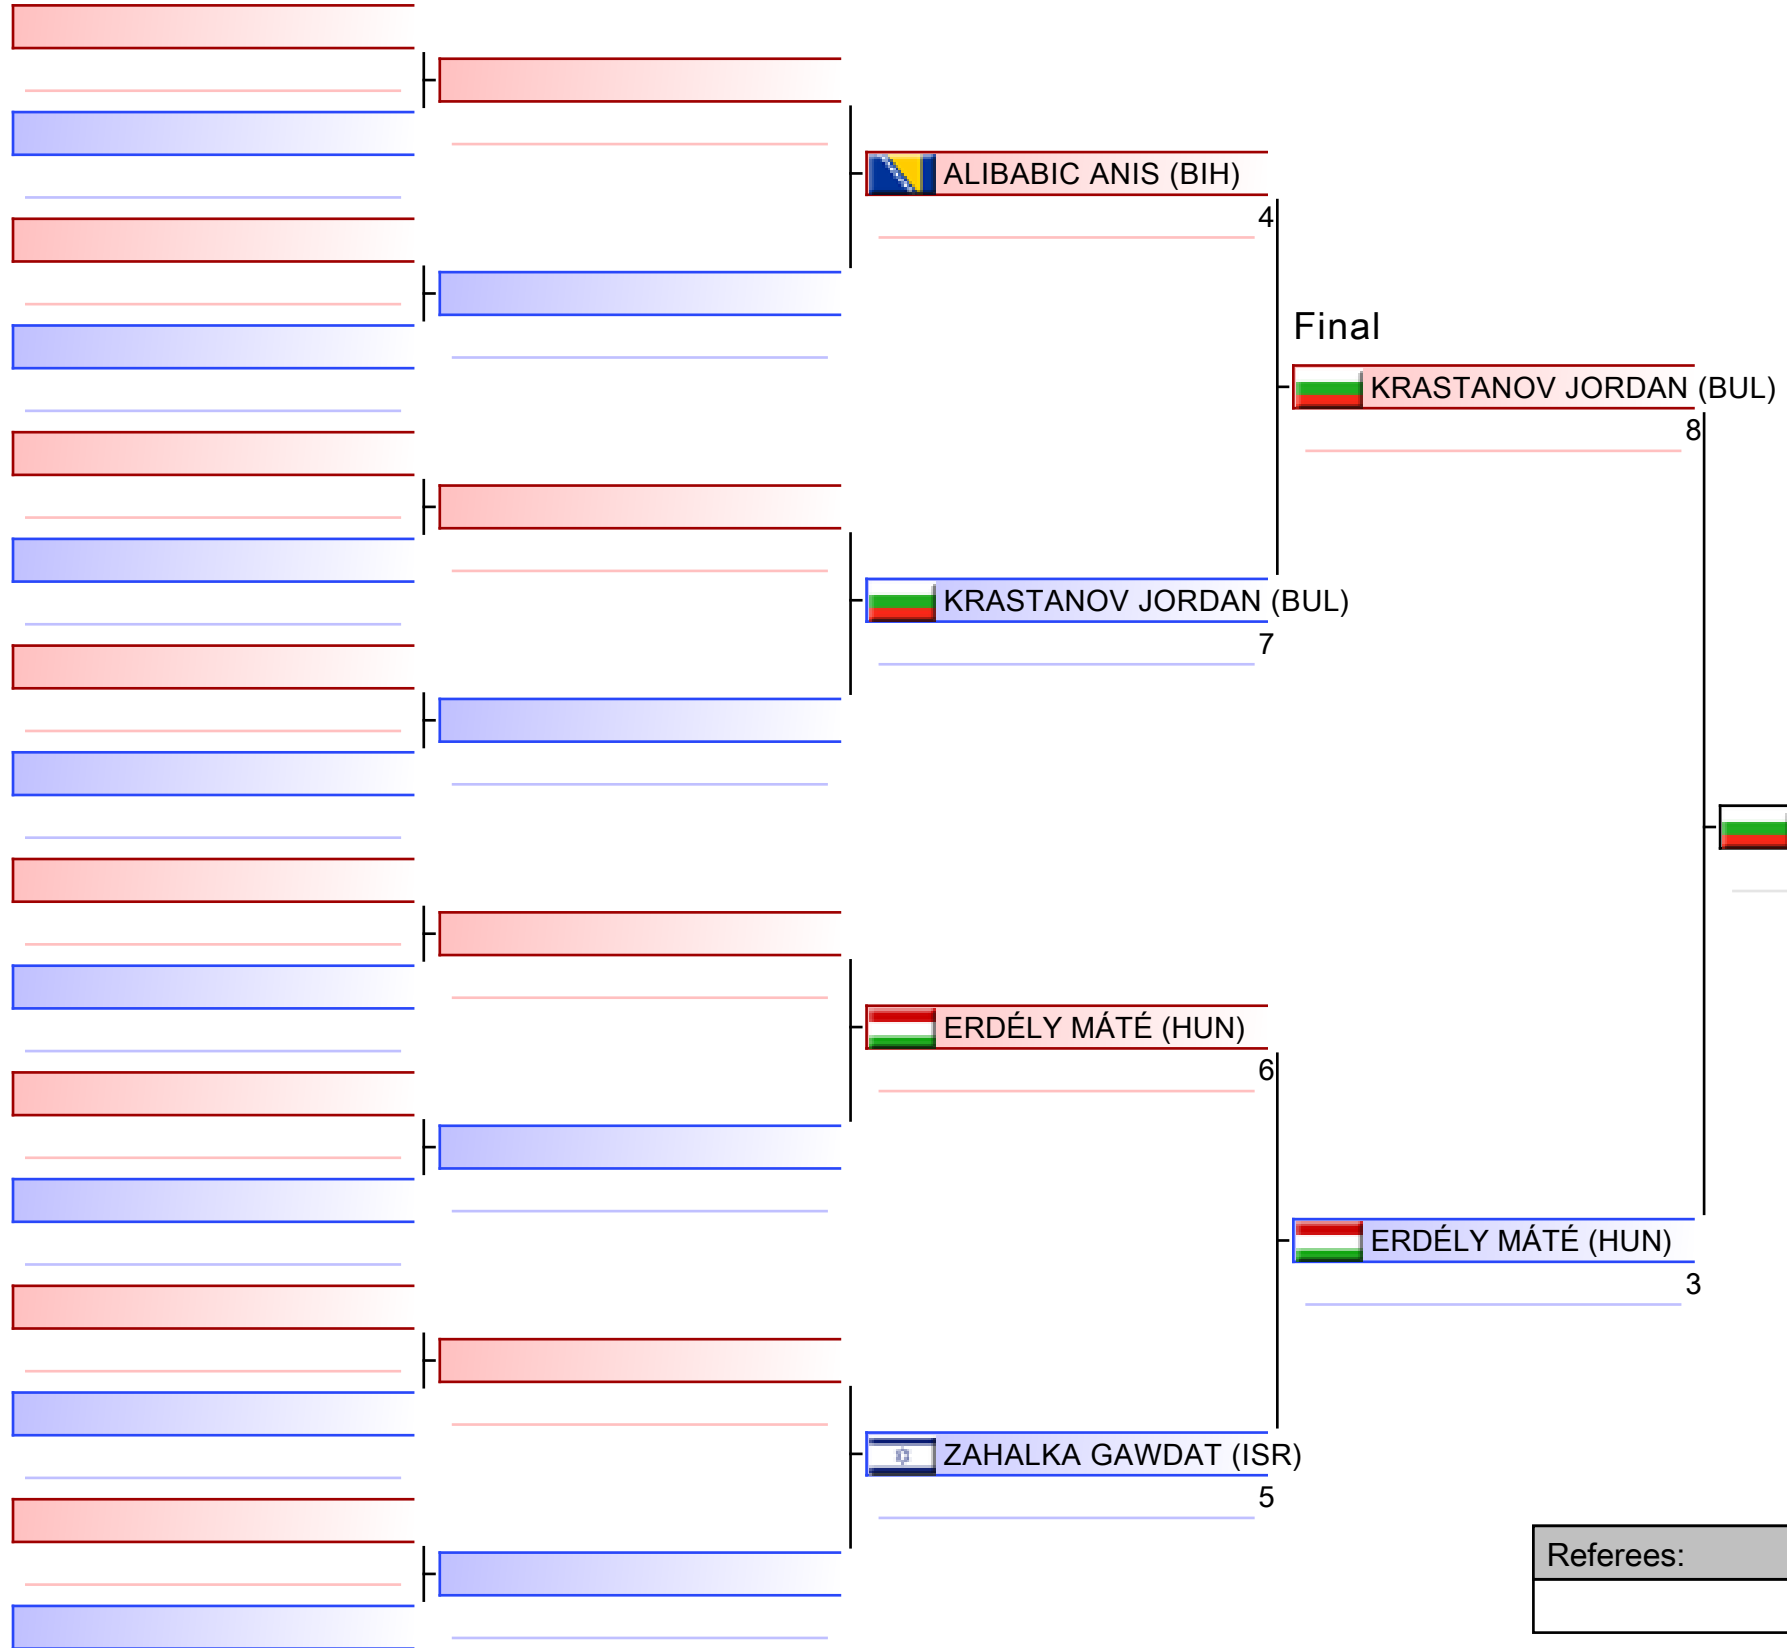 ALIBABIC ANIS (BIH)
4
Final
KRASTANOV JORDAN (BUL)
8
KRASTANOV JORDAN (BUL)
7
ERDÉLY MÁTÉ (HUN)
6
ERDÉLY MÁTÉ (HUN)
3
ZAHALKA GAWDAT (ISR)
5
Referees: